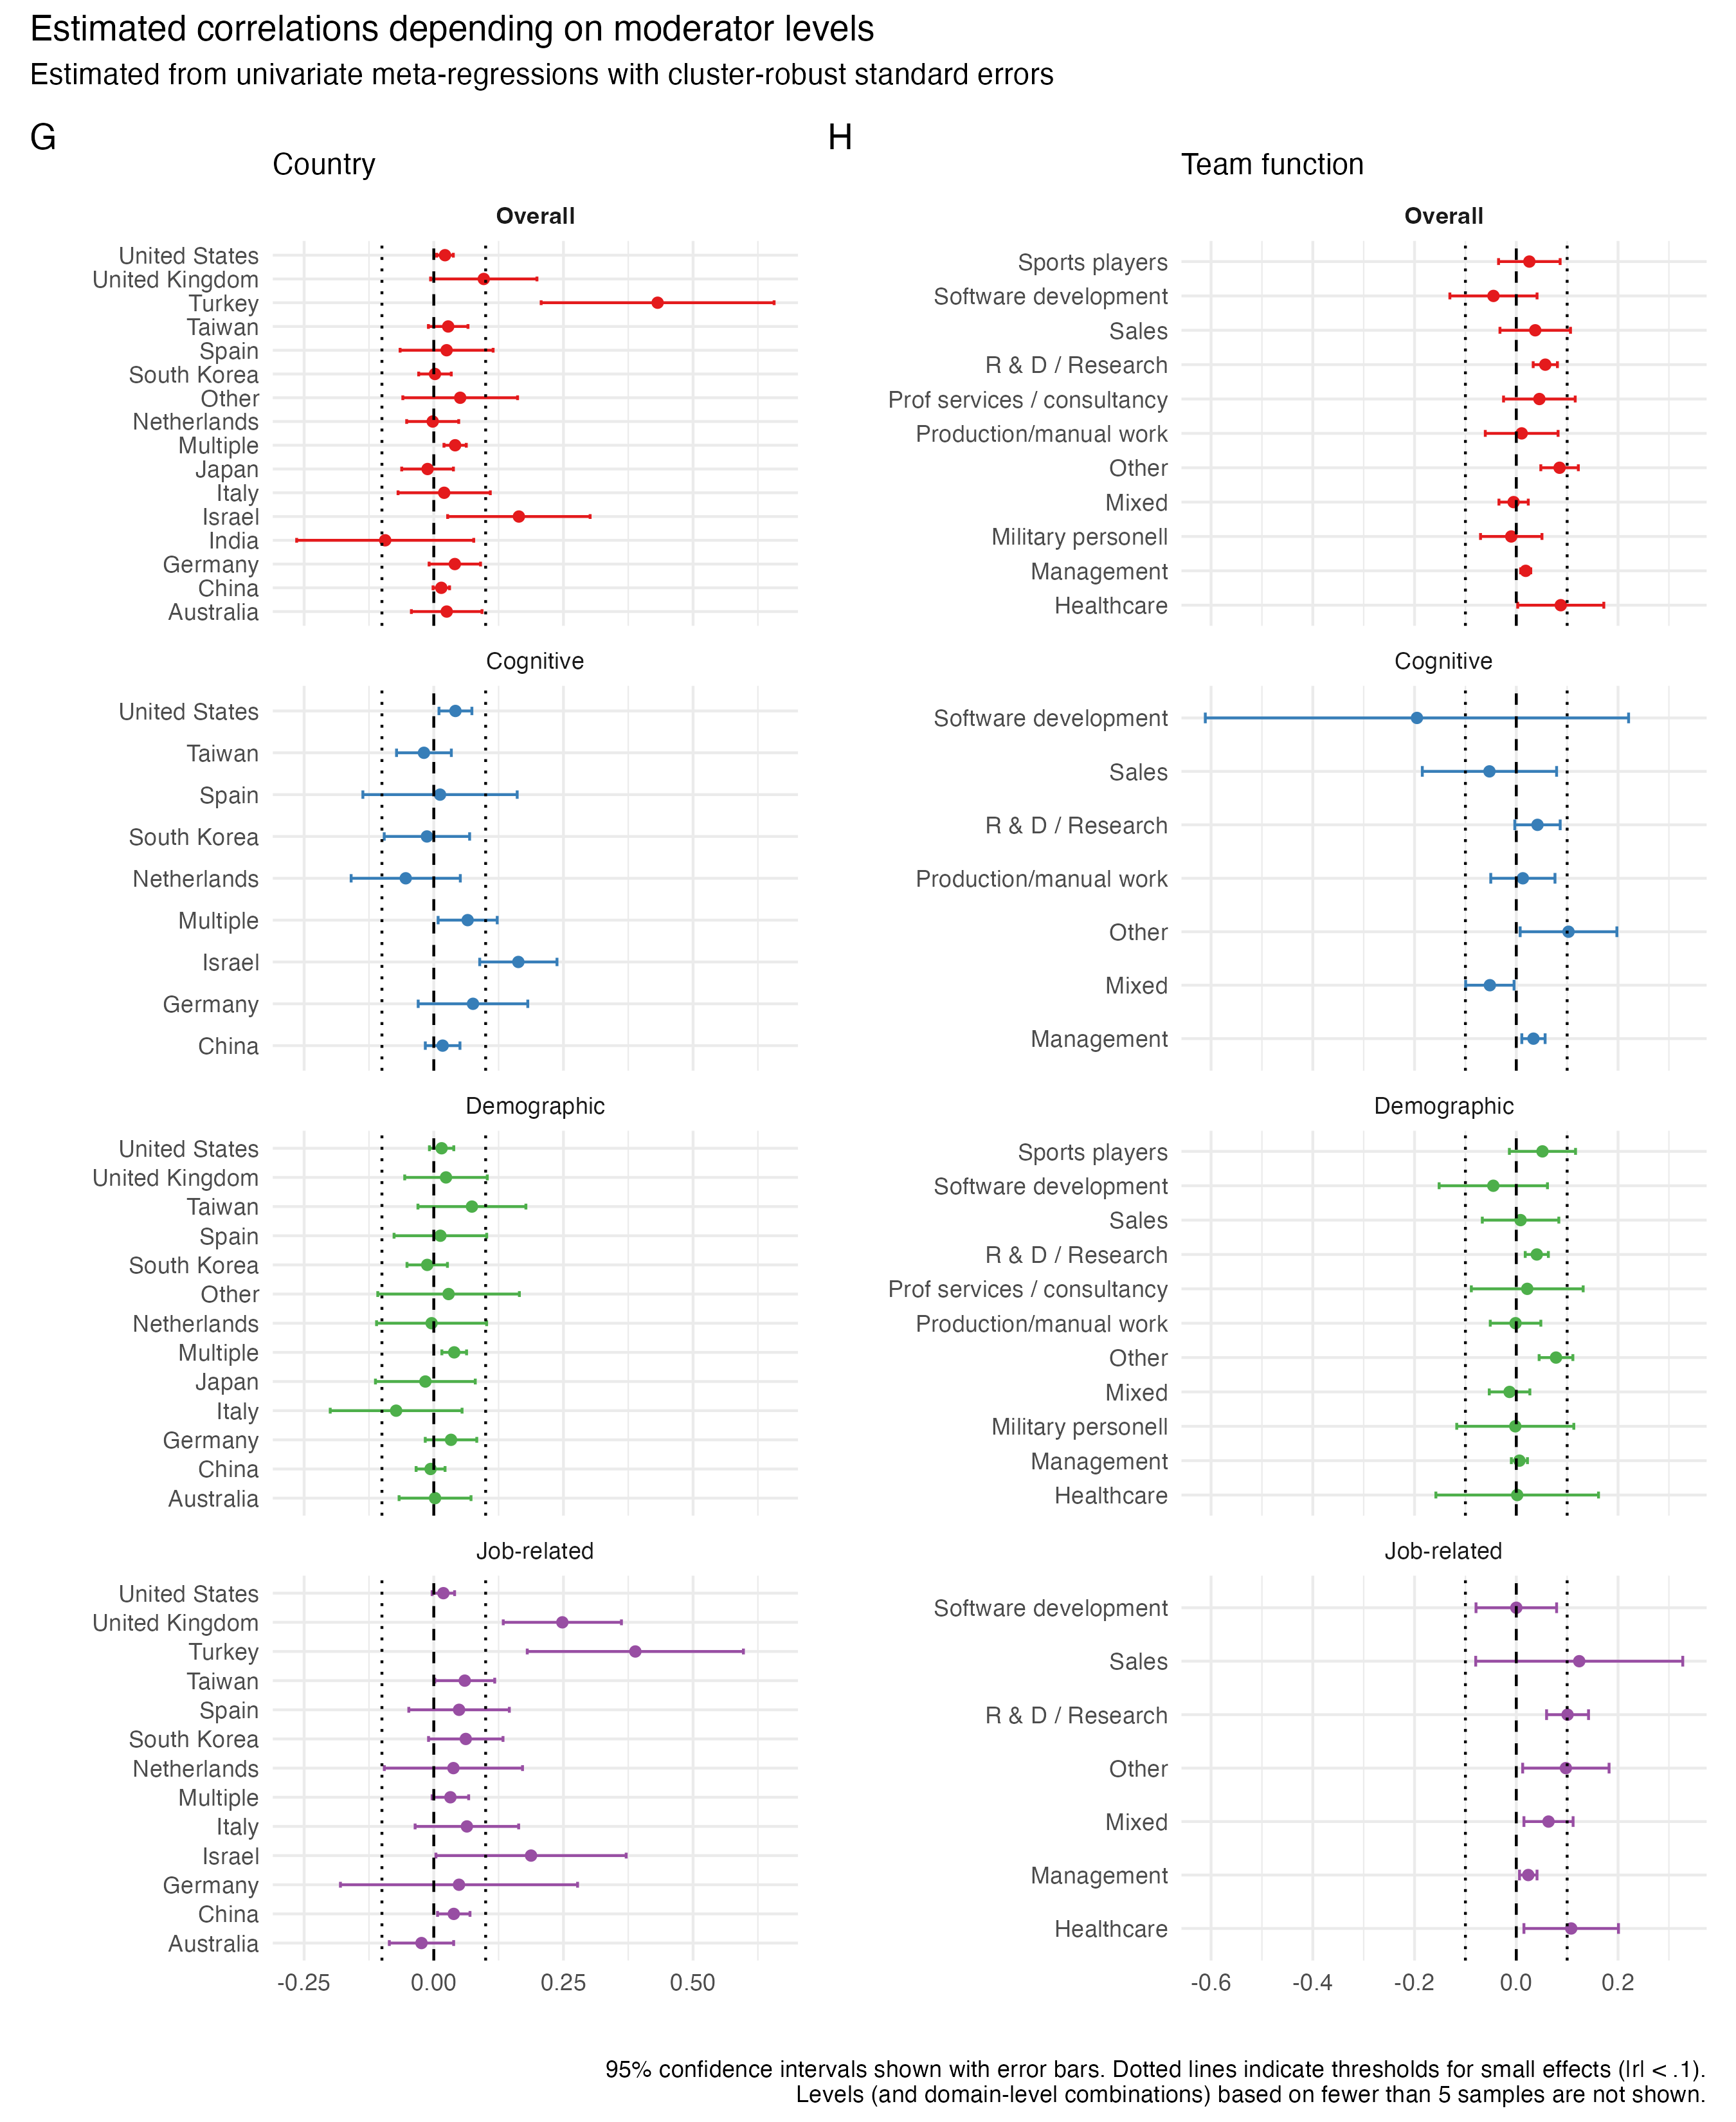 Estimated correlations depending on moderator levels
Estimated from univariate meta-regressions with cluster-robust standard errors
G
Country
Overall
United States
United Kingdom
Turkey
Taiwan
Spain
South Korea
Other
Netherlands
Multiple
Japan
Italy
Israel
India
Germany
China
Australia
Cognitive
United States
Taiwan
Spain
South Korea
Netherlands
Multiple
Israel
Germany
China
Demographic
United States
United Kingdom
Taiwan
Spain
South Korea
Other
Netherlands
Multiple
Japan
Italy
Germany
China
Australia
Job-related
United States
United Kingdom
Turkey
Taiwan
Spain
South Korea
Netherlands
Multiple
Italy
Israel
Germany
China
Australia
-0.25 0.00 0.25 0.50
H
Team function
Overall
Sports players
Software development
Sales
R & D / Research
Prof services / consultancy
Production/manual work
Other
Mixed
Military personell
Management
Healthcare
Cognitive
Software development
Sales
R & D / Research
Production/manual work
Other
Mixed
Management
Demographic
Sports players
Software development
Sales
R & D / Research
Prof services / consultancy
Production/manual work
Other
Mixed
Military personell
Management
Healthcare
Job-related
Software development
Sales
R & D / Research
Other
Mixed
Management
Healthcare
-0.6 -0.4 -0.2 0.0 0.2
95% confidence intervals shown with error bars. Dotted lines indicate thresholds for small effects (|r| < .1).
Levels (and domain-level combinations) based on fewer than 5 samples are not shown.